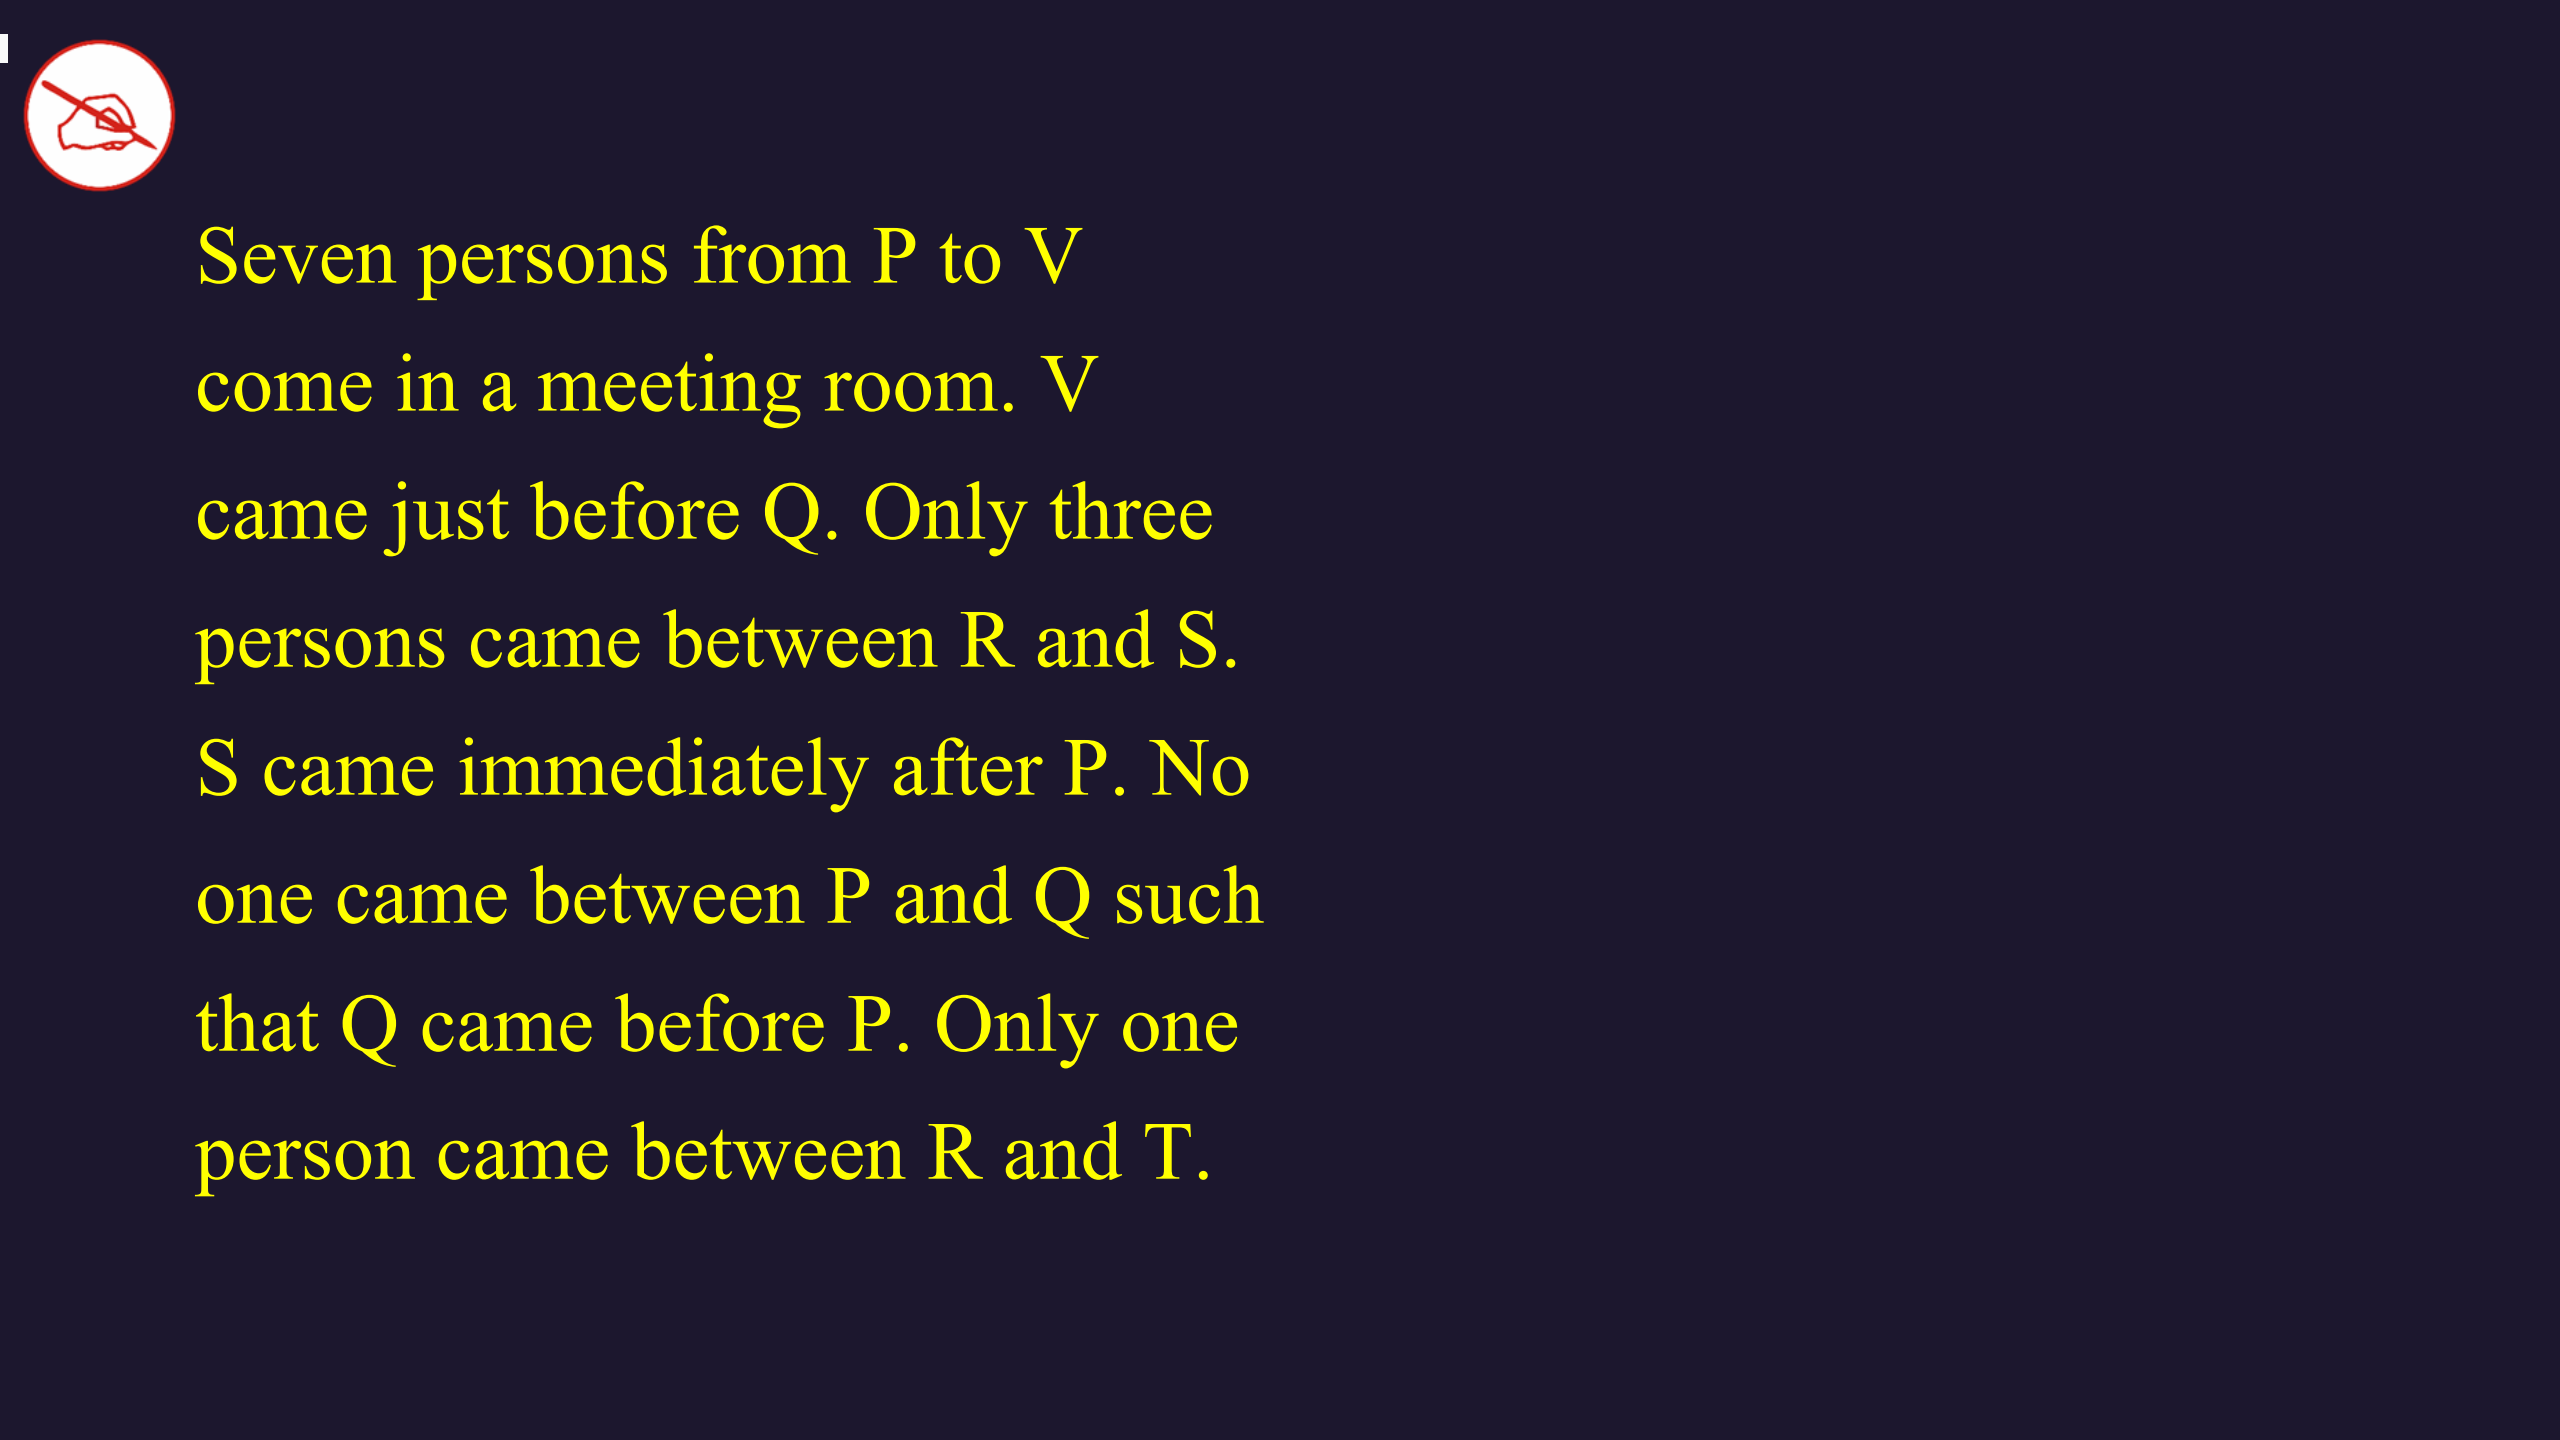 Seven persons from P to V
come in a meeting room. V
came just before Q. Only three
persons came between R and S.
S came immediately after P. No
one came between P and Q such
that Q came before P. Only one
person came between R and T.